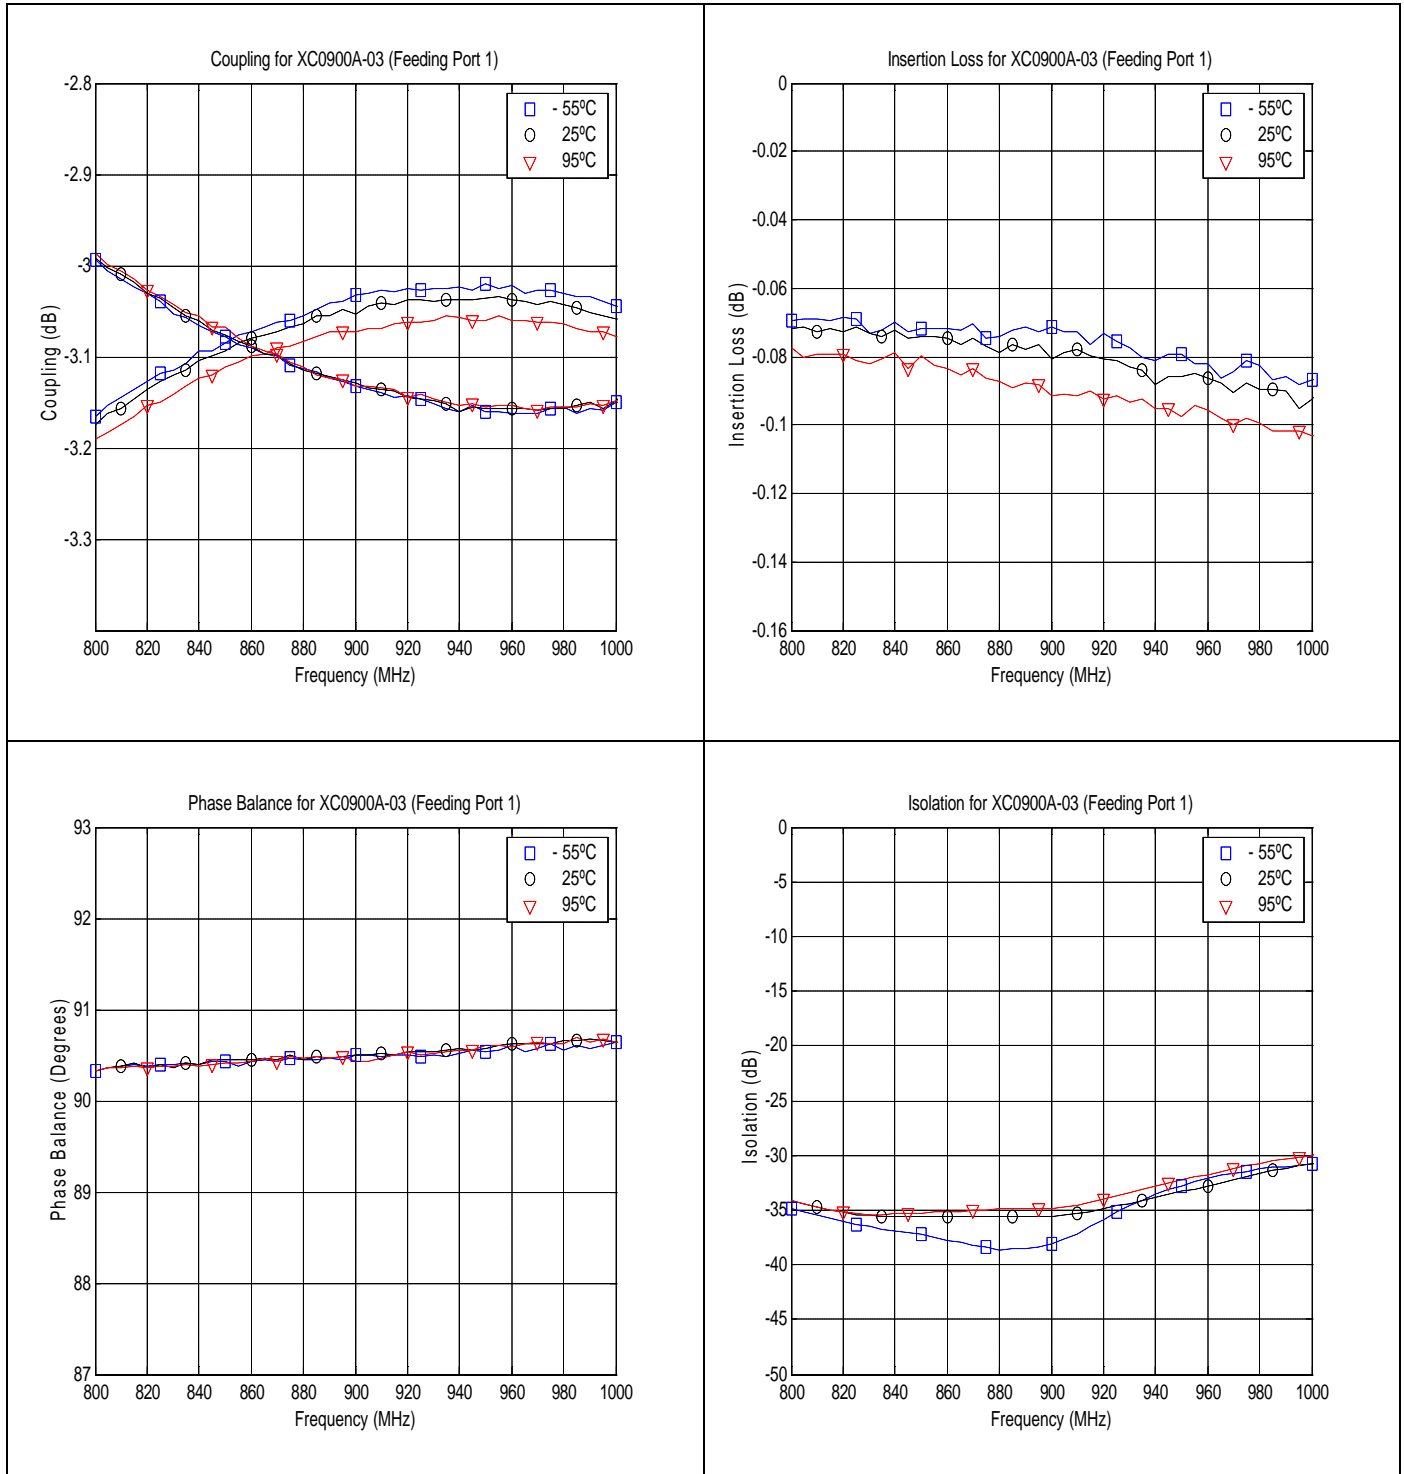 Coupling for XC0900A-03 (Feeding Port 1)
-2.8
-2.9
-3
-3.1
-3.2
-3.3
Coupling (dB)
- 55ºC
25ºC
95ºC
800 820 840 860 880 900 920 940 960 980 1000
Frequency (MHz)
Insertion Loss for XC0900A-03 (Feeding Port 1)
0
-0.02
-0.04
-0.06
-0.08
-0.1
-0.12
-0.14
-0.16
Insertion Loss (dB)
- 55ºC
25ºC
95ºC
800 820 840 860 880 900 920 940 960 980 1000
Frequency (MHz)
Phase Balance for XC0900A-03 (Feeding Port 1)
93
92
91
90
89
88
87
Phase Balance (Degrees)
- 55ºC
25ºC
95ºC
800 820 840 860 880 900 920 940 960 980 1000
Frequency (MHz)
Isolation for XC0900A-03 (Feeding Port 1)
0
-5
-10
-15
-20
-25
-30
-35
-40
-45
-50
Isolation (dB)
- 55ºC
25ºC
95ºC
800 820 840 860 880 900 920 940 960 980 1000
Frequency (MHz)